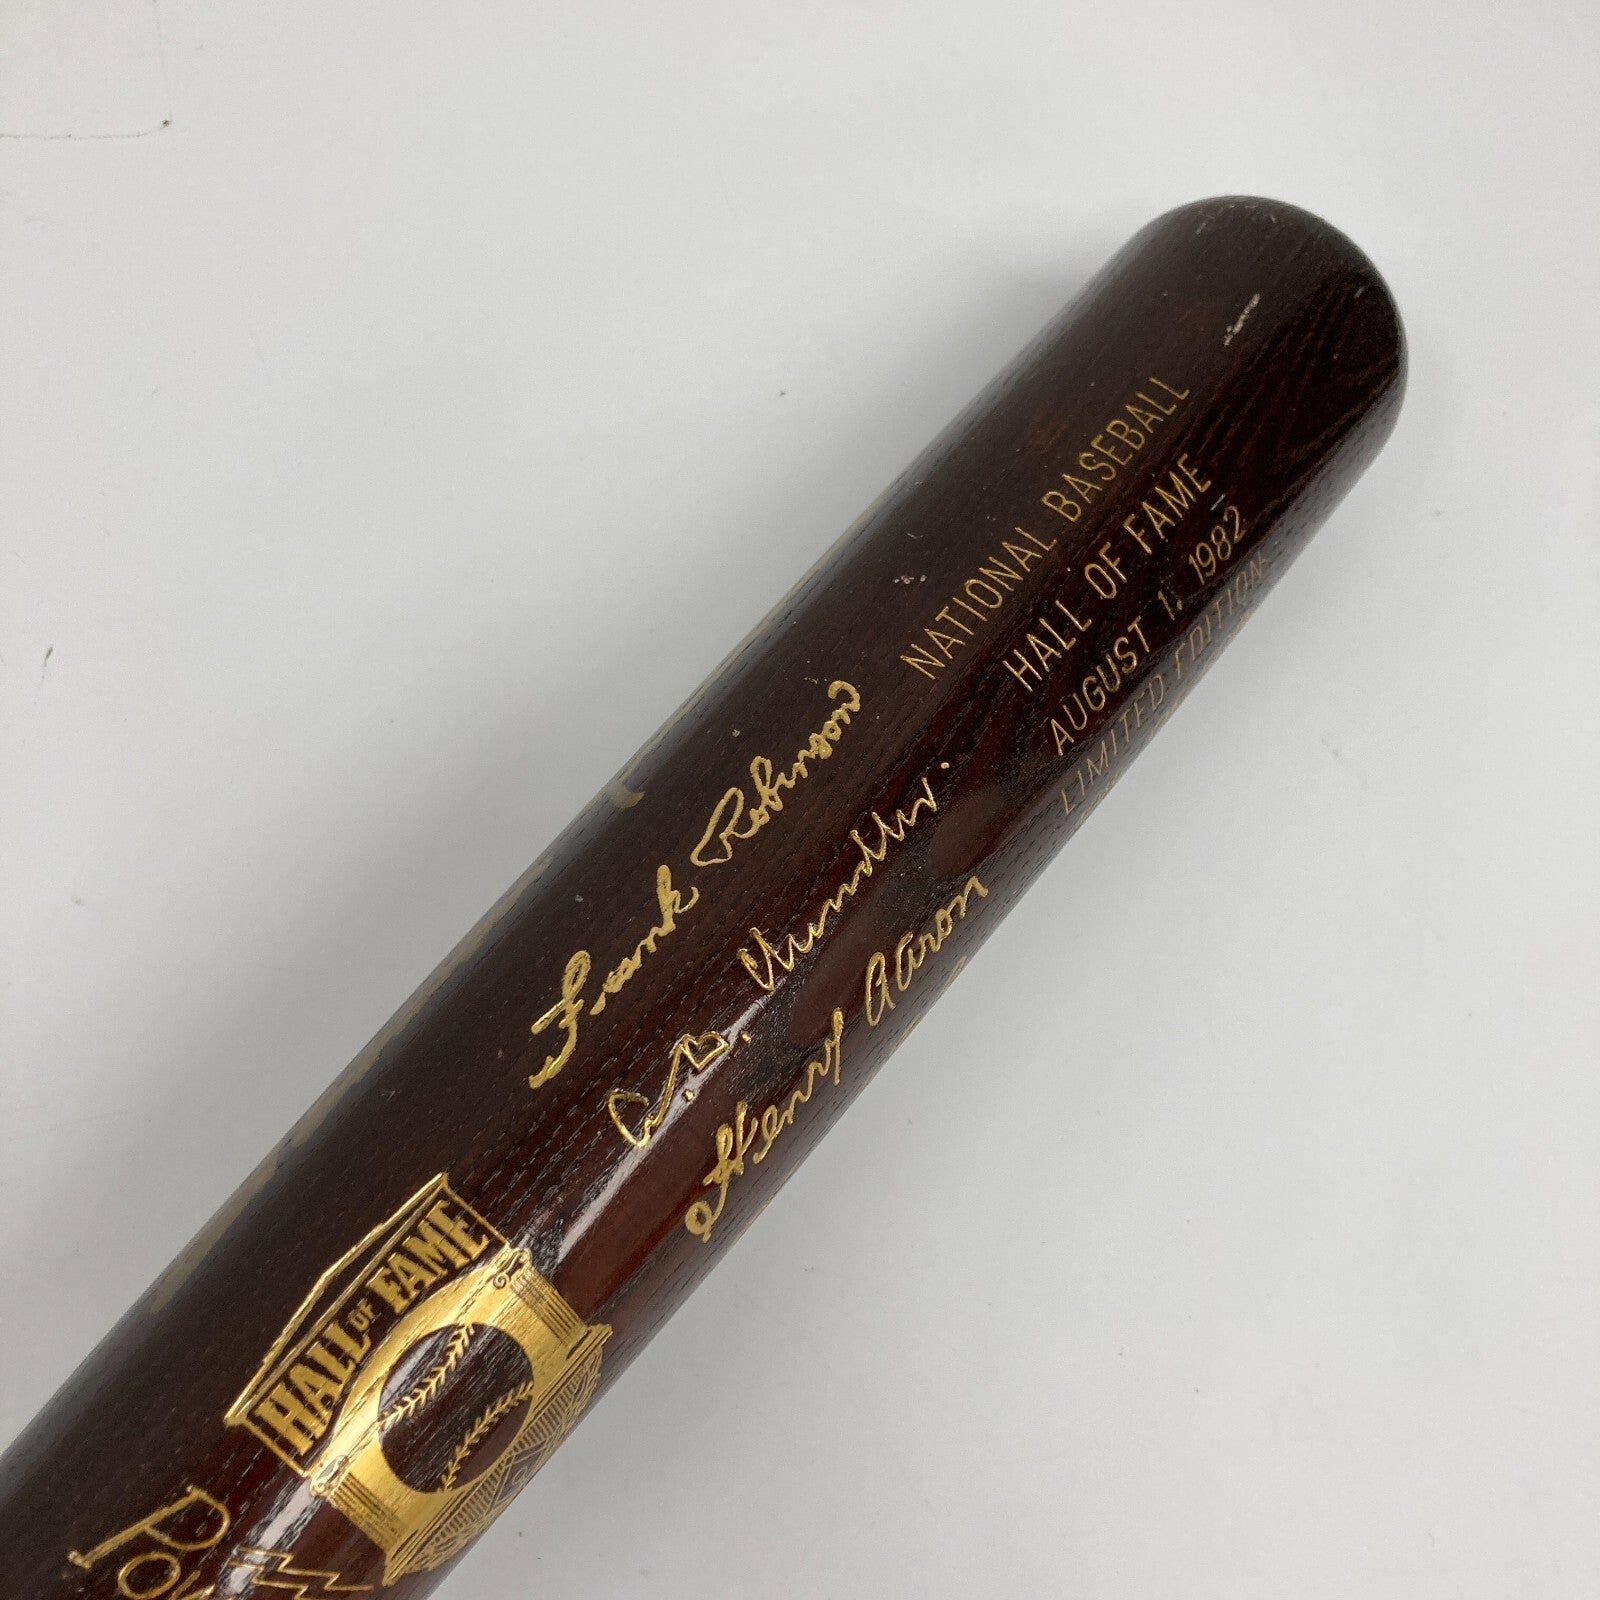 NATIONAL BASEBALL
HALL OF FAME
AUGUST 1, 1982
LIMITED EDITION
Frank Robinson
A. B. Chandler.
Henry Aaron
HALL OF FAME